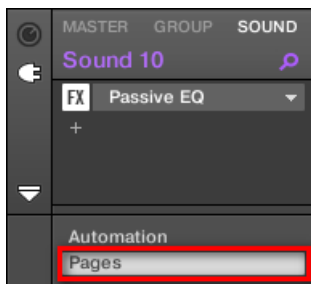 MASTER GROUP SOUND
Sound 10
FX Passive EQ
+
Automation
Pages